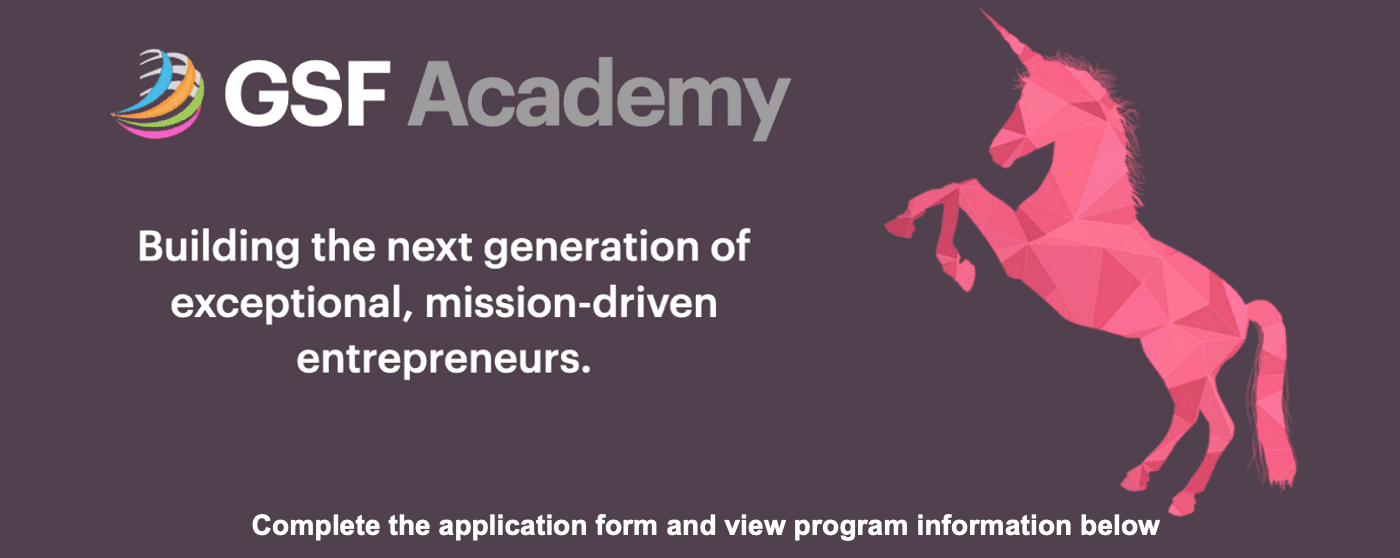 GSF Academy
Building the next generation of
exceptional, mission-driven
entrepreneurs.
Complete the application form and view program information below